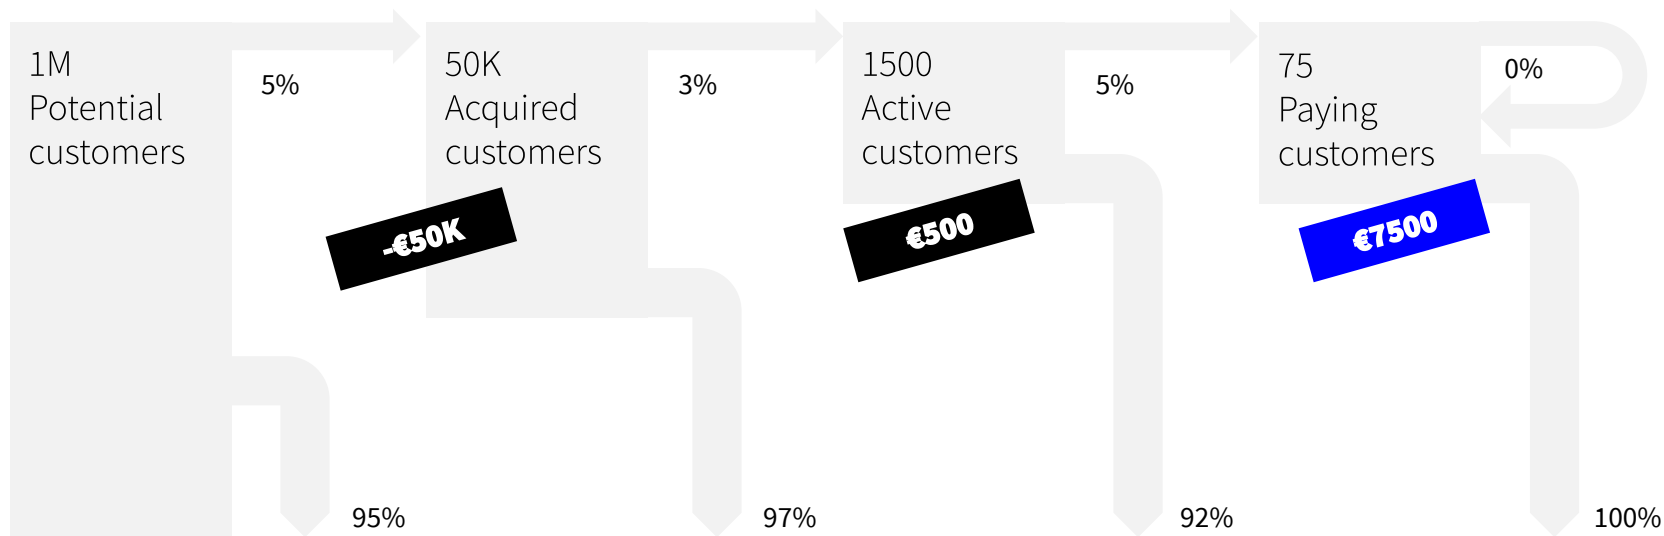 1M
Potential
customers
5%
50K
Acquired
customers
3%
1500
Active
customers
5%
75
Paying
customers
0%
-€50K
€500
€7500
95%
97%
92%
100%